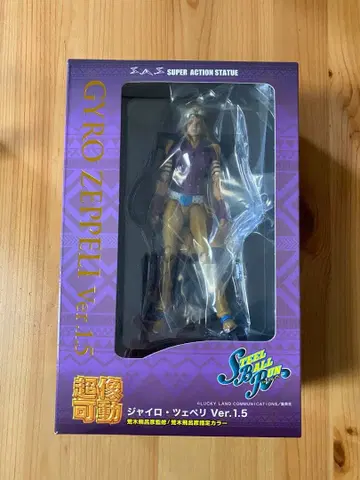 SUPER ACTION STATUE
GYRO ZEPPELI Ver.1.5
STEEL
BALL
RUN
©LUCKY LAND COMMUNICATIONS/集英社
超像
可動
ジャイロ・ツェペリ Ver.1.5
荒木飛呂彦監修/荒木飛呂彦指定カラー